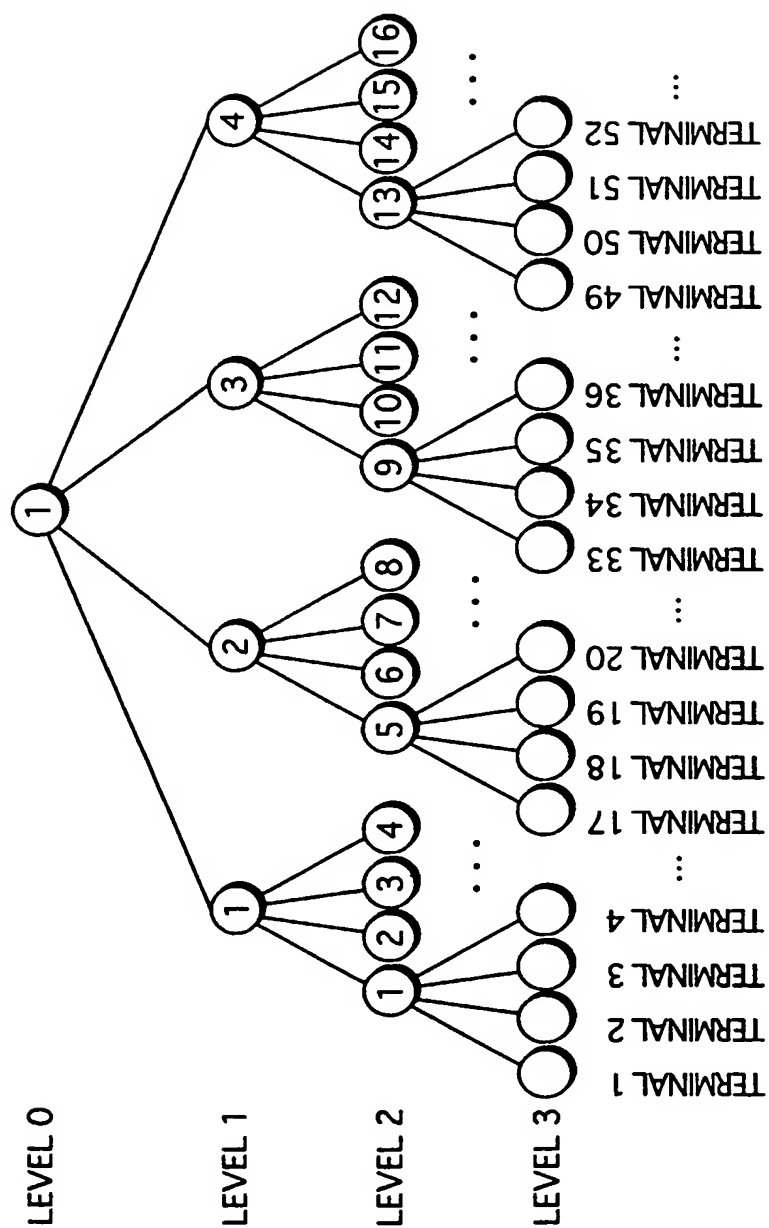 LEVEL 0
1
LEVEL 1
1 2 3 4
LEVEL 2
1 2 3 4 5 6 7 8 9 10 11 12 13 14 15 16
... ... ... ...
LEVEL 3
TERMINAL 1
TERMINAL 2
TERMINAL 3
TERMINAL 4
...
TERMINAL 17
TERMINAL 18
TERMINAL 19
TERMINAL 20
...
TERMINAL 33
TERMINAL 34
TERMINAL 35
TERMINAL 36
...
TERMINAL 49
TERMINAL 50
TERMINAL 51
TERMINAL 52
...